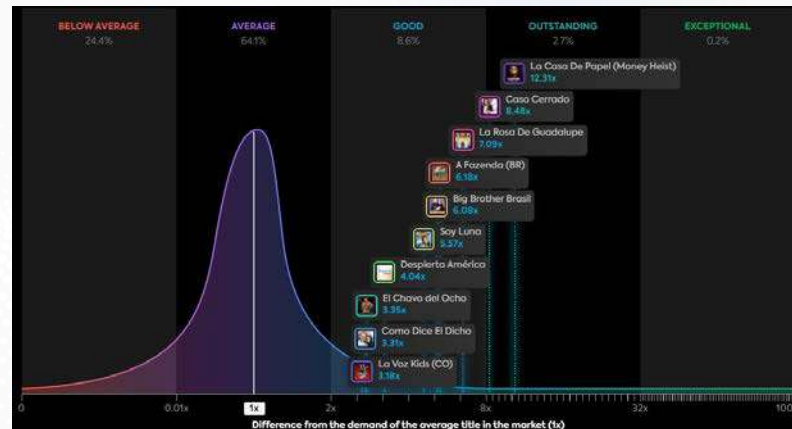 BELOW AVERAGE
24.4%
AVERAGE
64.1%
GOOD
8.6%
OUTSTANDING
2.7%
EXCEPTIONAL
0.2%
La Casa De Papel (Money Heist)
12.31x
Caso Cerrado
8.48x
La Rosa De Guadalupe
7.09x
A Fazenda (BR)
6.18x
Big Brother Brasil
6.08x
Soy Luna
5.37x
Despierta América
4.04x
El Chavo del Ocho
3.35x
Como Dice El Dicho
3.31x
La Voz Kids (CO)
3.18x
0 0.01x 1x 2x 8x 32x 100
Difference from the demand of the average title in the market (1x)